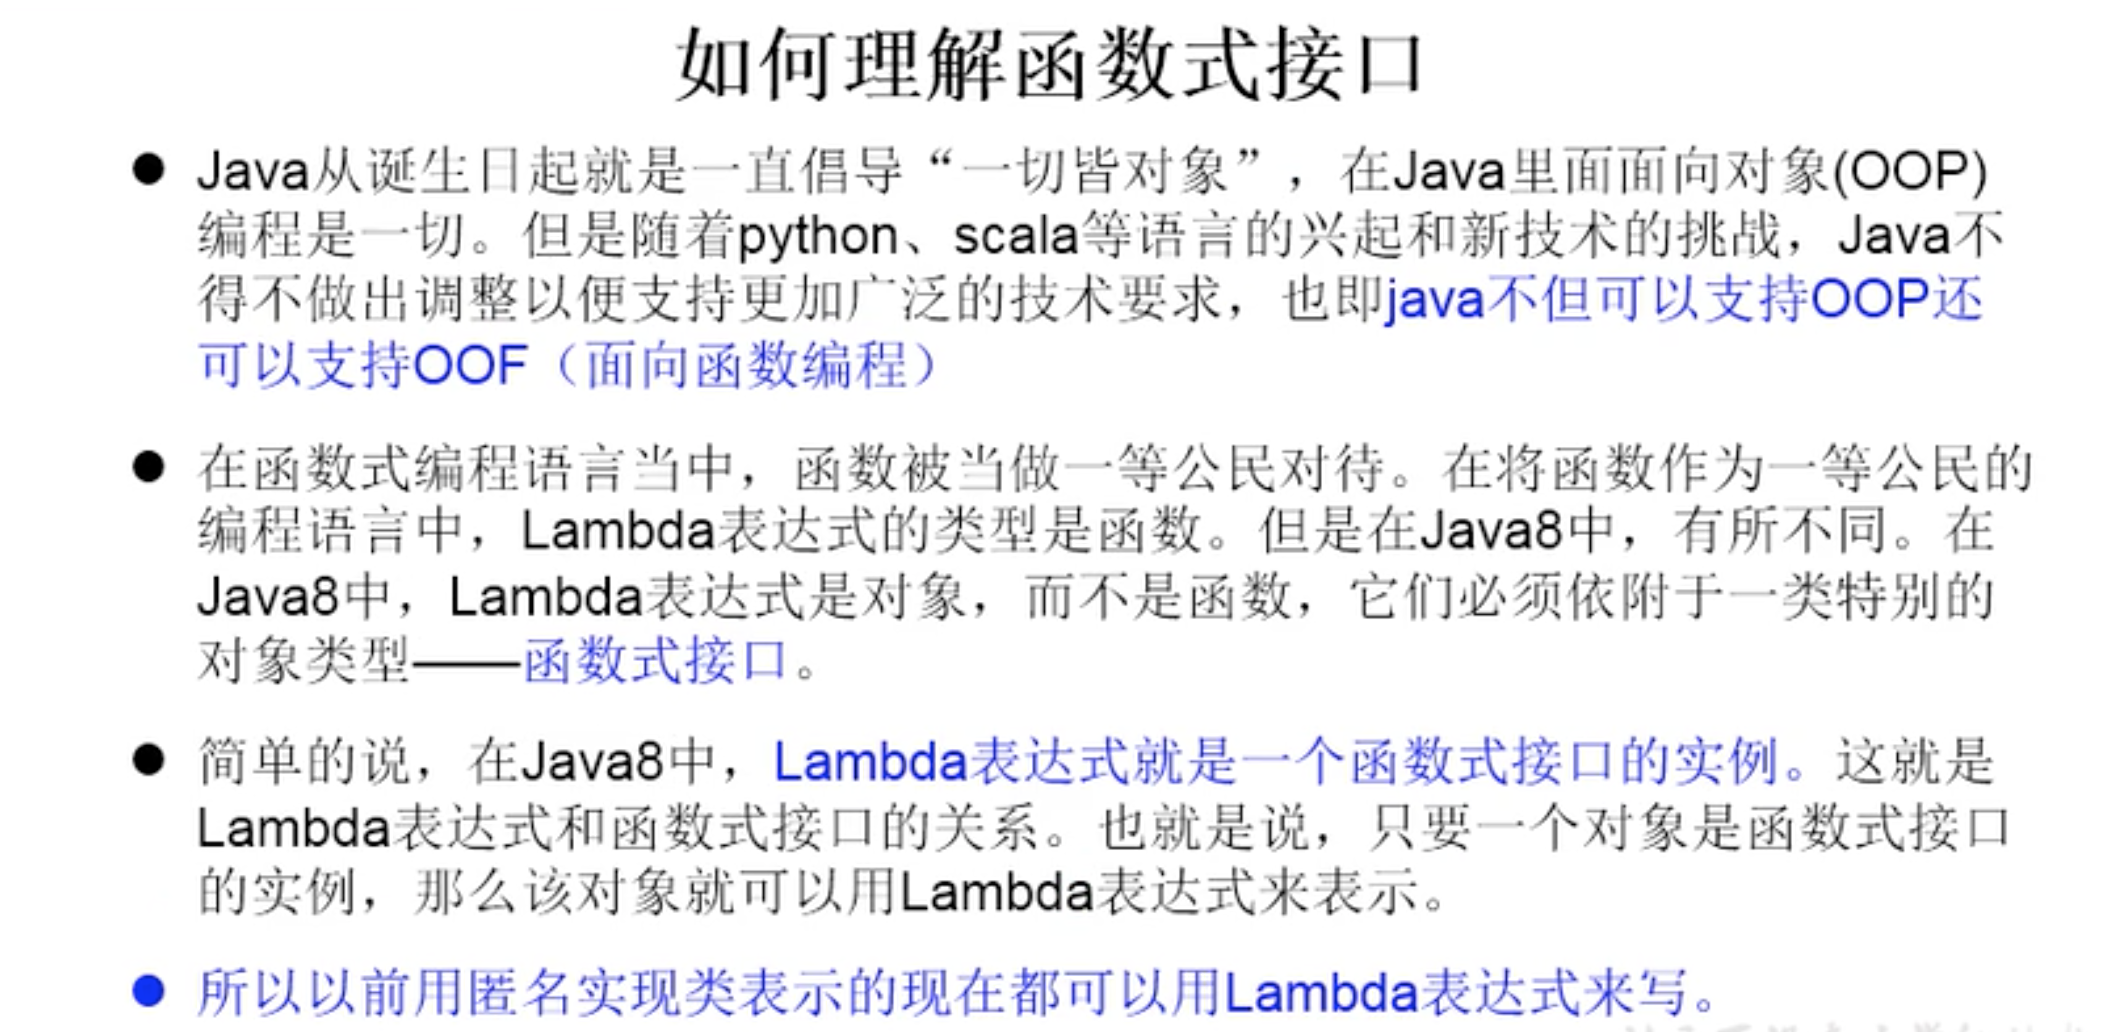 如何理解函数式接口
● Java从诞生日起就是一直倡导“一切皆对象”，在Java里面面向对象(OOP)
编程是一切。但是随着python、scala等语言的兴起和新技术的挑战，Java不
得不做出调整以便支持更加广泛的技术要求，也即java不但可以支持OOP还
可以支持OOF（面向函数编程）
● 在函数式编程语言当中，函数被当做一等公民对待。在将函数作为一等公民的
编程语言中，Lambda表达式的类型是函数。但是在Java8中，有所不同。在
Java8中，Lambda表达式是对象，而不是函数，它们必须依附于一类特别的
对象类型——函数式接口。
● 简单的说，在Java8中，Lambda表达式就是一个函数式接口的实例。这就是
Lambda表达式和函数式接口的关系。也就是说，只要一个对象是函数式接口
的实例，那么该对象就可以用Lambda表达式来表示。
● 所以以前用匿名实现类表示的现在都可以用Lambda表达式来写。